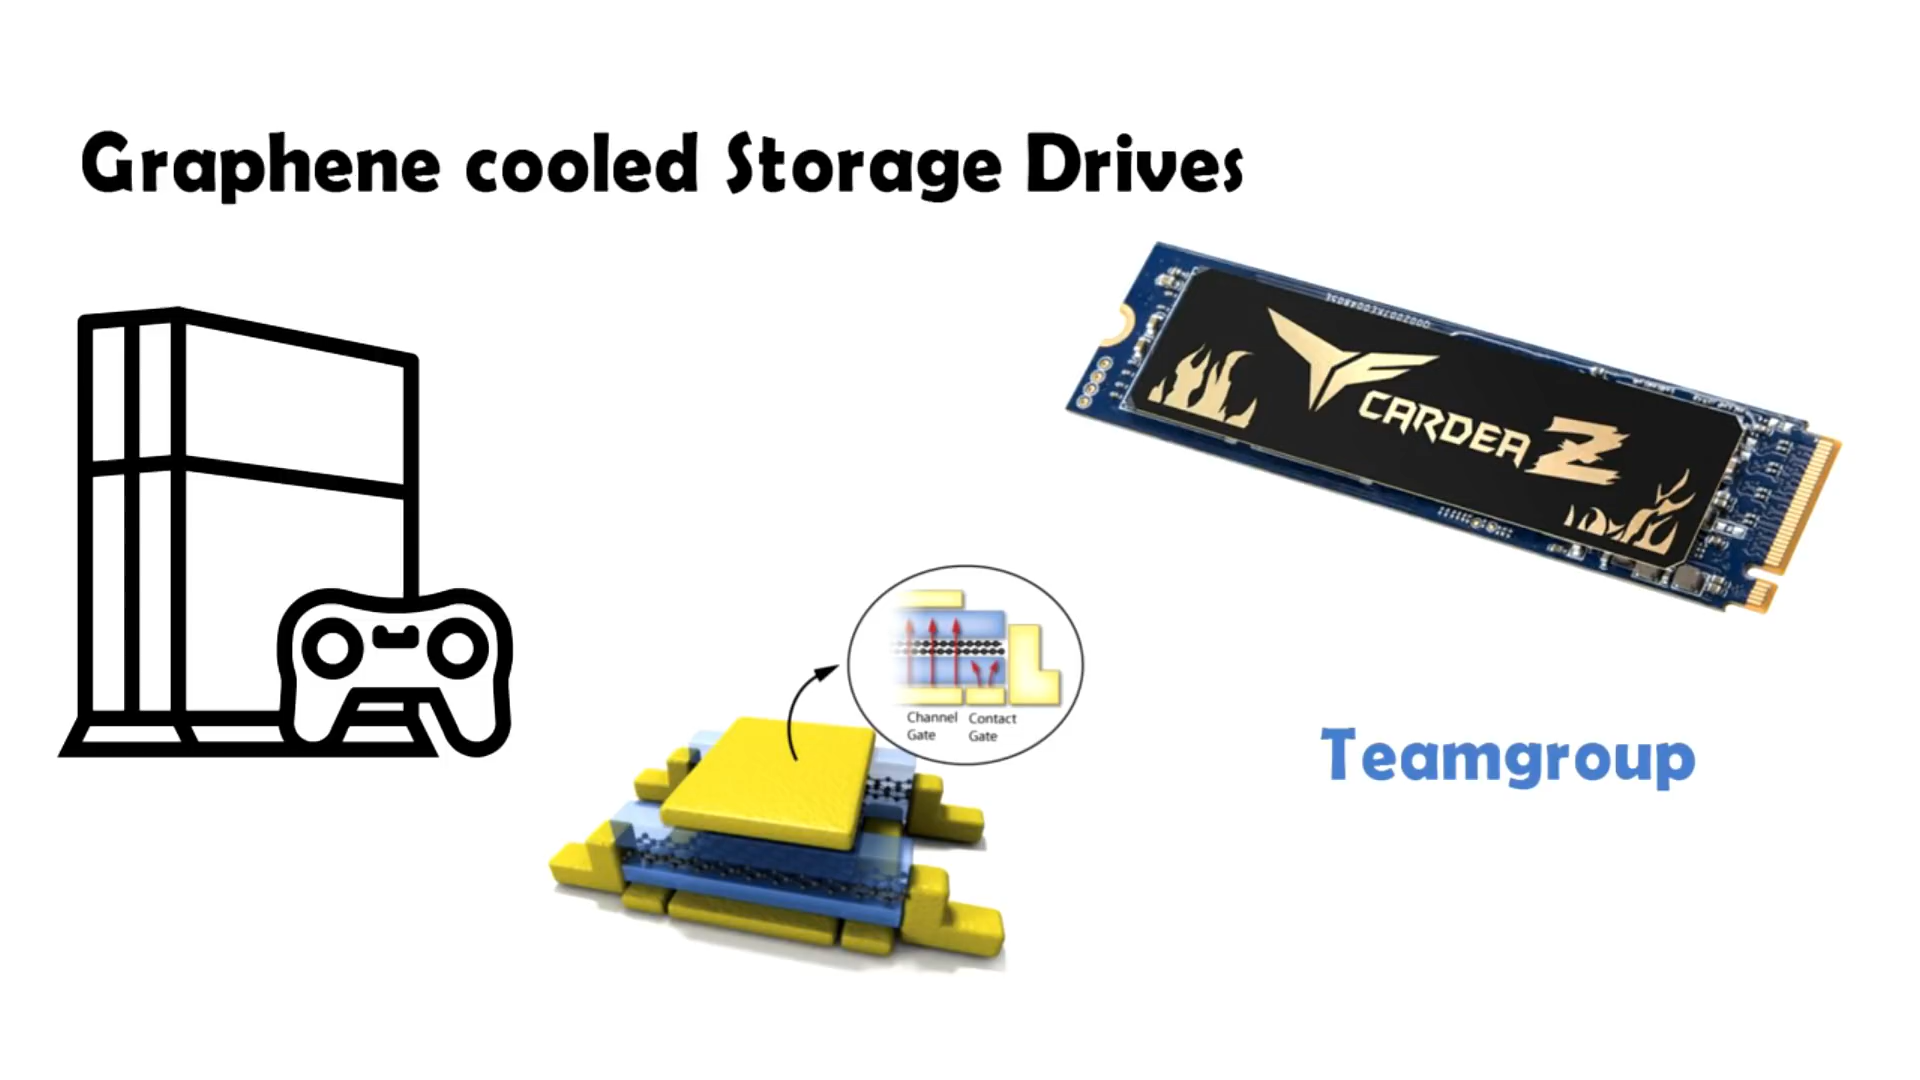 Graphene cooled Storage Drives
CARDEA Z
Channel Gate
Contact Gate
Teamgroup